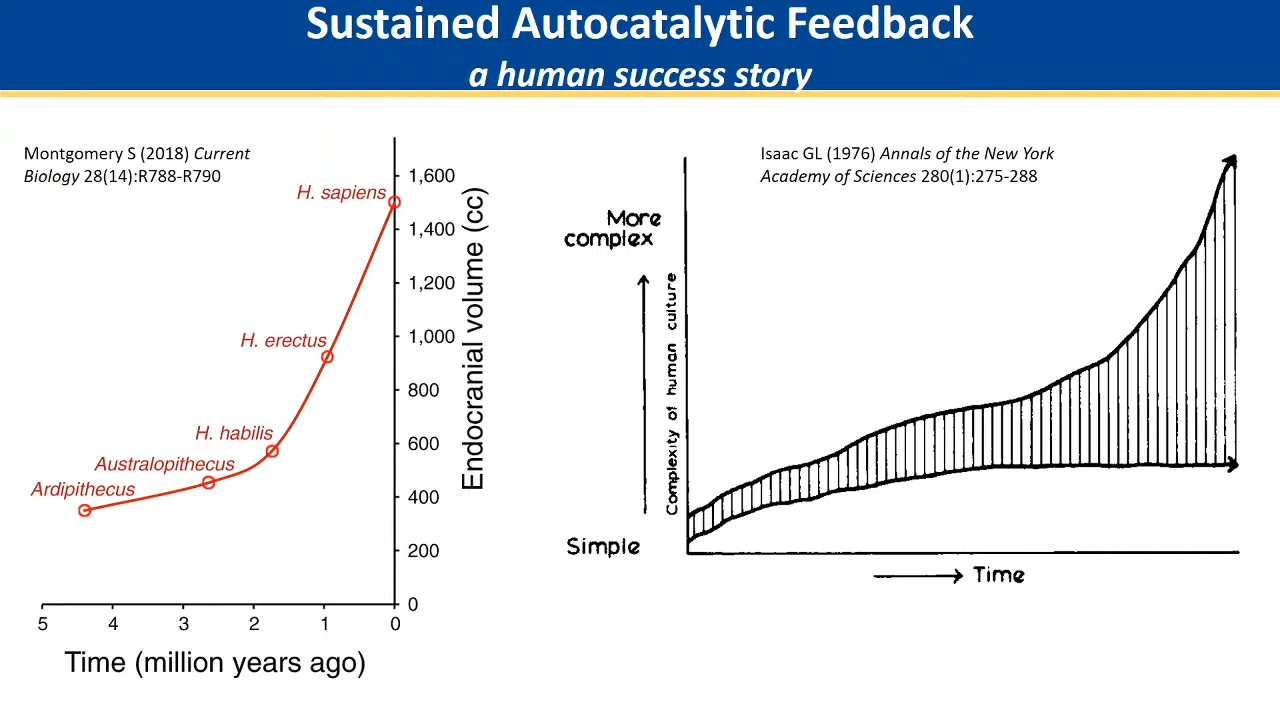 Sustained Autocatalytic Feedback
a human success story
Montgomery S (2018) Current
Biology 28(14):R788-R790
H. sapiens
H. erectus
H. habilis
Australopithecus
Ardipithecus
1,600
1,400
1,200
1,000
800
600
400
200
0
Endocranial volume (cc)
5 4 3 2 1 0
Time (million years ago)
Isaac GL (1976) Annals of the New York
Academy of Sciences 280(1):275-288
More
complex
Complexity of human culture
Simple
Time